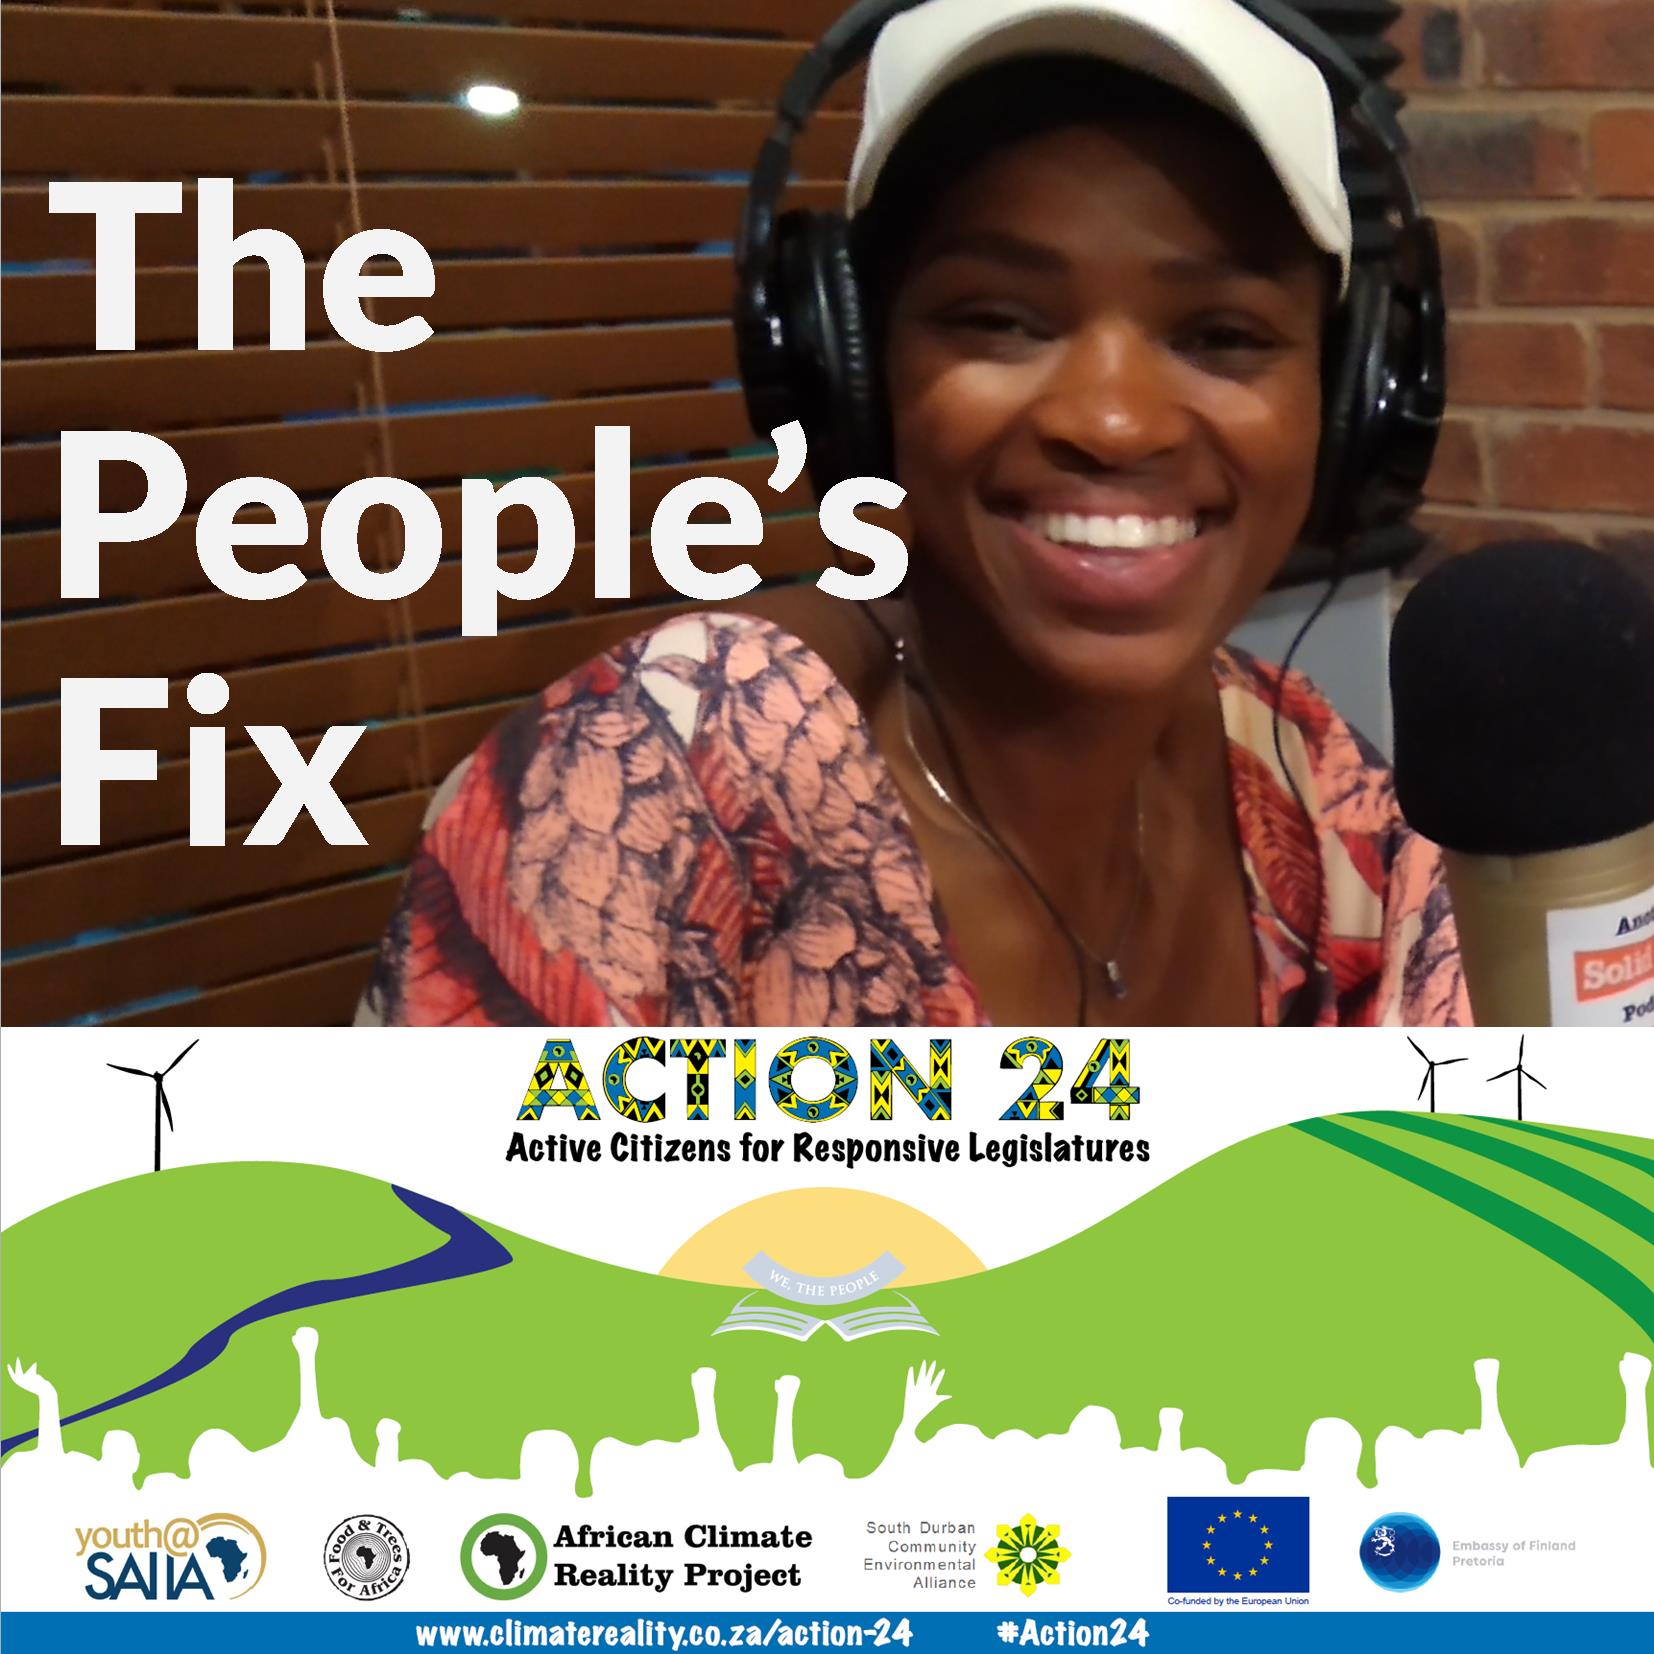 The
People's
Fix
Solid
ACTION 24
Active Citizens for Responsive Legislatures
WE, THE PEOPLE
youth@
SAIIA
Food & Trees
For Africa
African Climate
Reality Project
South Durban
Community
Environmental
Alliance
Co-funded by the European Union
Embassy of Finland
Pretoria
www.climatereality.co.za/action-24 #Action24